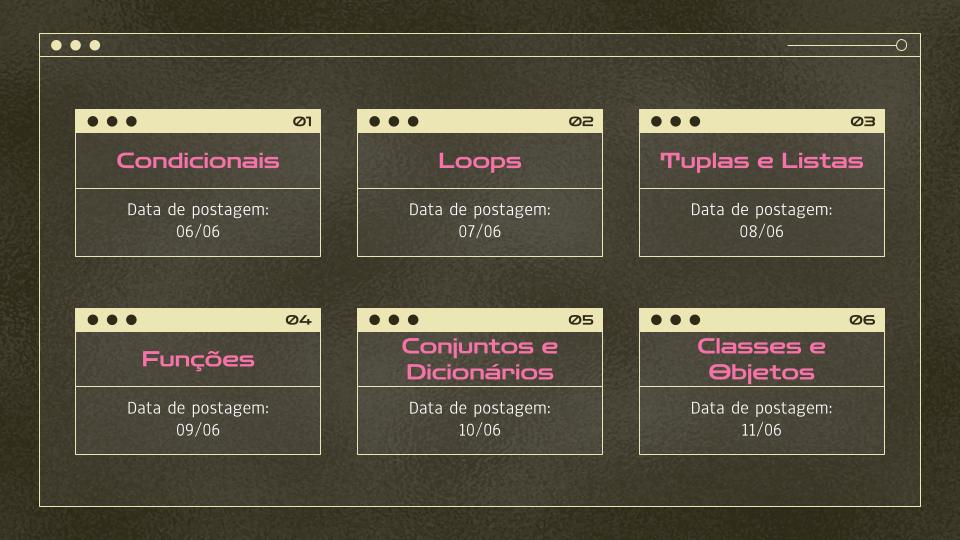 01
Condicionais
Data de postagem:
06/06
02
Loops
Data de postagem:
07/06
03
Tuplas e Listas
Data de postagem:
08/06
04
Funções
Data de postagem:
09/06
05
Conjuntos e
Dicionários
Data de postagem:
10/06
06
Classes e
Objetos
Data de postagem:
11/06